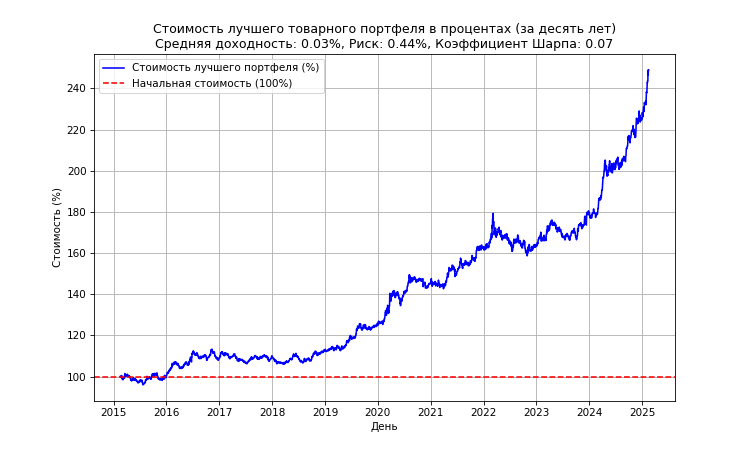 Стоимость лучшего товарного портфеля в процентах (за десять лет)
Средняя доходность: 0.03%, Риск: 0.44%, Коэффициент Шарпа: 0.07
Стоимость лучшего портфеля (%)
Начальная стоимость (100%)
Стоимость (%)
240
220
200
180
160
140
120
100
2015 2016 2017 2018 2019 2020 2021 2022 2023 2024 2025
День